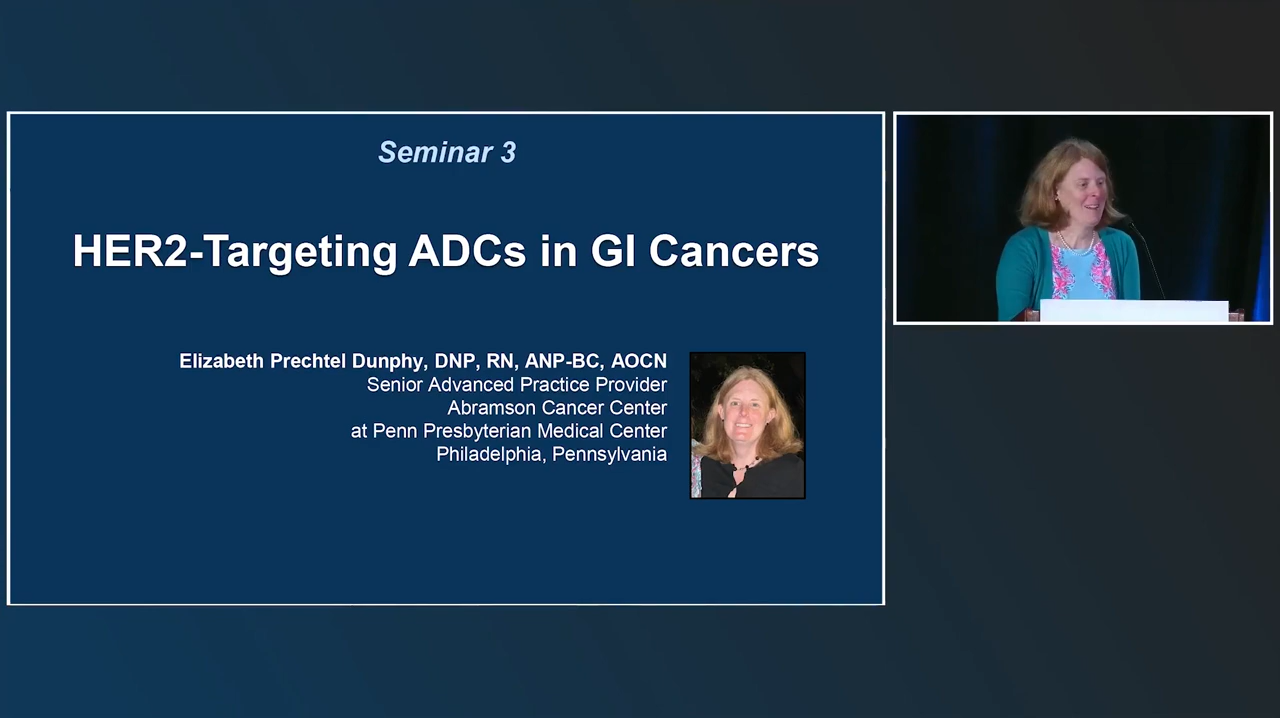 Seminar 3
HER2-Targeting ADCs in GI Cancers
Elizabeth Prechtel Dunphy, DNP, RN, ANP-BC, AOCN
Senior Advanced Practice Provider
Abramson Cancer Center
at Penn Presbyterian Medical Center
Philadelphia, Pennsylvania